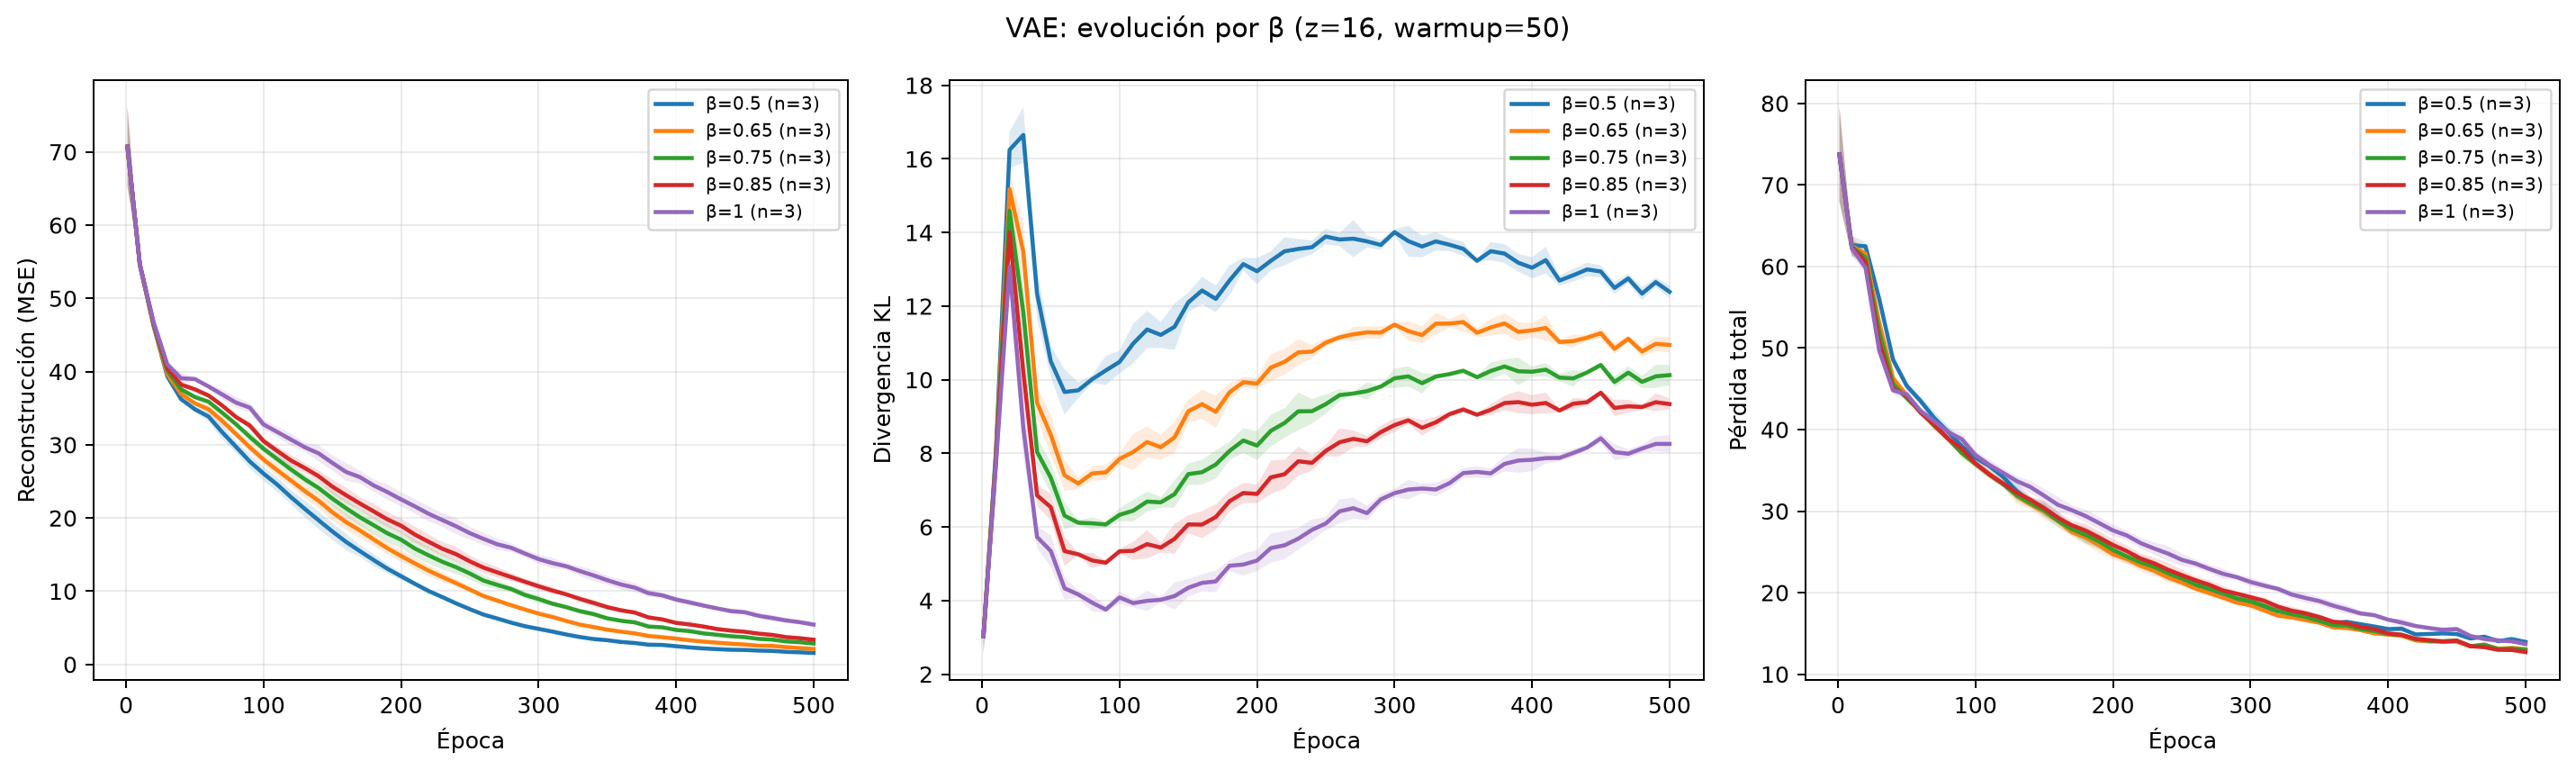 VAE: evolución por β (z=16, warmup=50)
Reconstrucción (MSE)
70
60
50
40
30
20
10
0
0 100 200 300 400 500
Época
β=0.5 (n=3)
β=0.65 (n=3)
β=0.75 (n=3)
β=0.85 (n=3)
β=1 (n=3)
Divergencia KL
18
16
14
12
10
8
6
4
2
0 100 200 300 400 500
Época
β=0.5 (n=3)
β=0.65 (n=3)
β=0.75 (n=3)
β=0.85 (n=3)
β=1 (n=3)
Pérdida total
80
70
60
50
40
30
20
10
0 100 200 300 400 500
Época
β=0.5 (n=3)
β=0.65 (n=3)
β=0.75 (n=3)
β=0.85 (n=3)
β=1 (n=3)